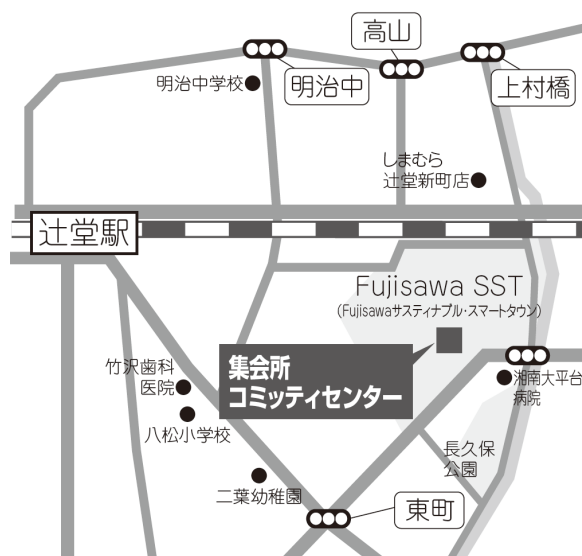 高山
明治中学校
明治中
上村橋
しまむら
辻堂新町店
辻堂駅
Fujisawa SST
(Fujisawaサスティナブル・スマートタウン)
集会所
コミッティセンター
竹沢歯科
医院
湘南大平台
病院
八松小学校
長久保
公園
二葉幼稚園
東町